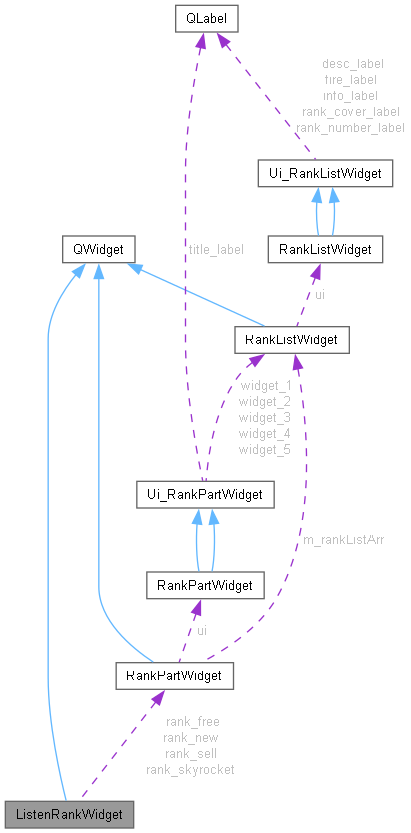 QLabel
desc_label
fire_label
info_label
rank_cover_label
rank_number_label
Ui_RankListWidget
QWidget
title_label
RankListWidget
ui
RankListWidget
widget_1
widget_2
widget_3
widget_4
widget_5
Ui_RankPartWidget
m_rankListArr
RankPartWidget
ui
RankPartWidget
rank_free
rank_new
rank_sell
rank_skyrocket
ListenRankWidget